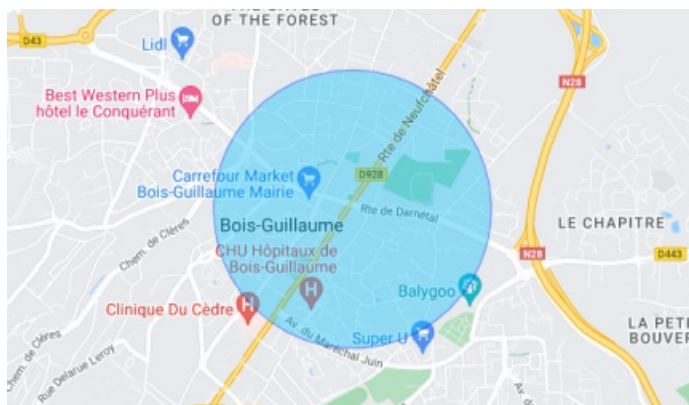 OF THE FOREST
D43
Lidl
N28
Best Western Plus
hôtel le Conquérant
Rte de Neufchâtel
D928
Carrefour Market
Bois-Guillaume Mairie
Rte de Darnétal
LE CHAPITRE
Bois-Guillaume
Chem. de Clères
CHU Hôpitaux de
Bois-Guillaume
N28
D443
Balygoo
Clinique Du Cèdre
Super U
Av. du Maréchal Juin
LA PETI
BOUVER
Chem. de Clères
Rue Delarue Leroy
Av. d